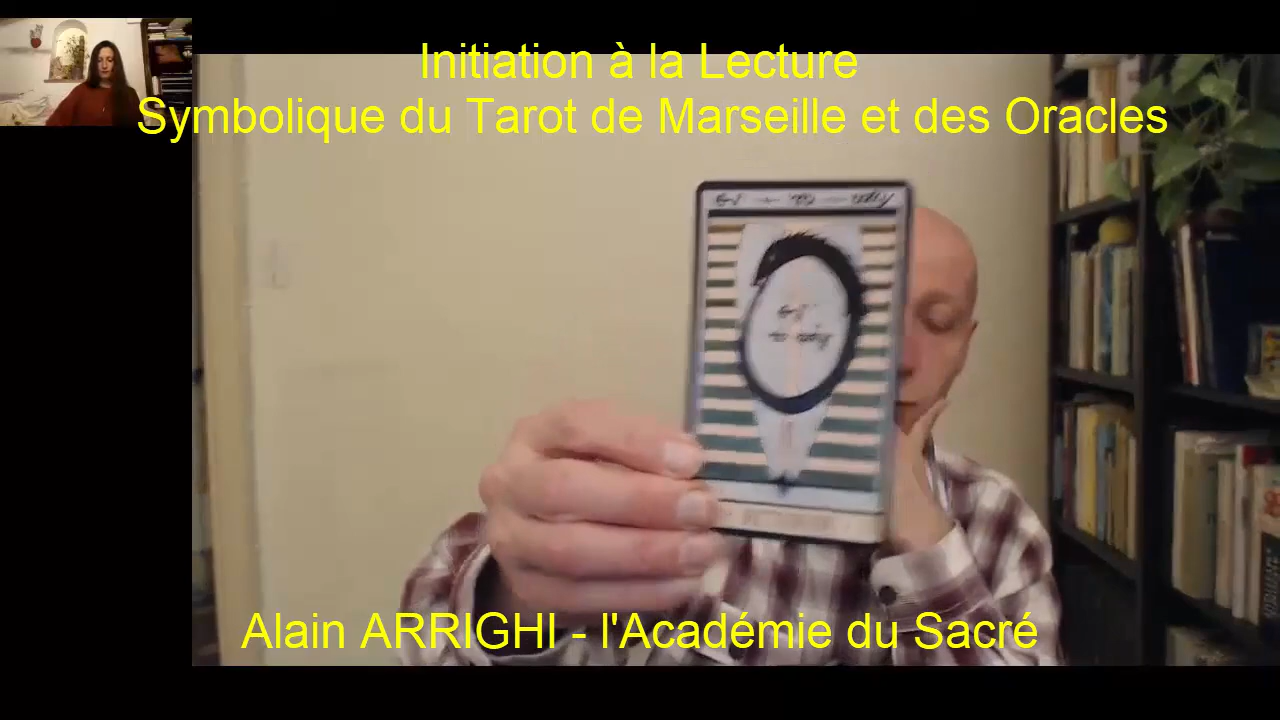 Initiation à la Lecture
Symbolique du Tarot de Marseille et des Oracles
Alain ARRIGHI - l'Académie du Sacré